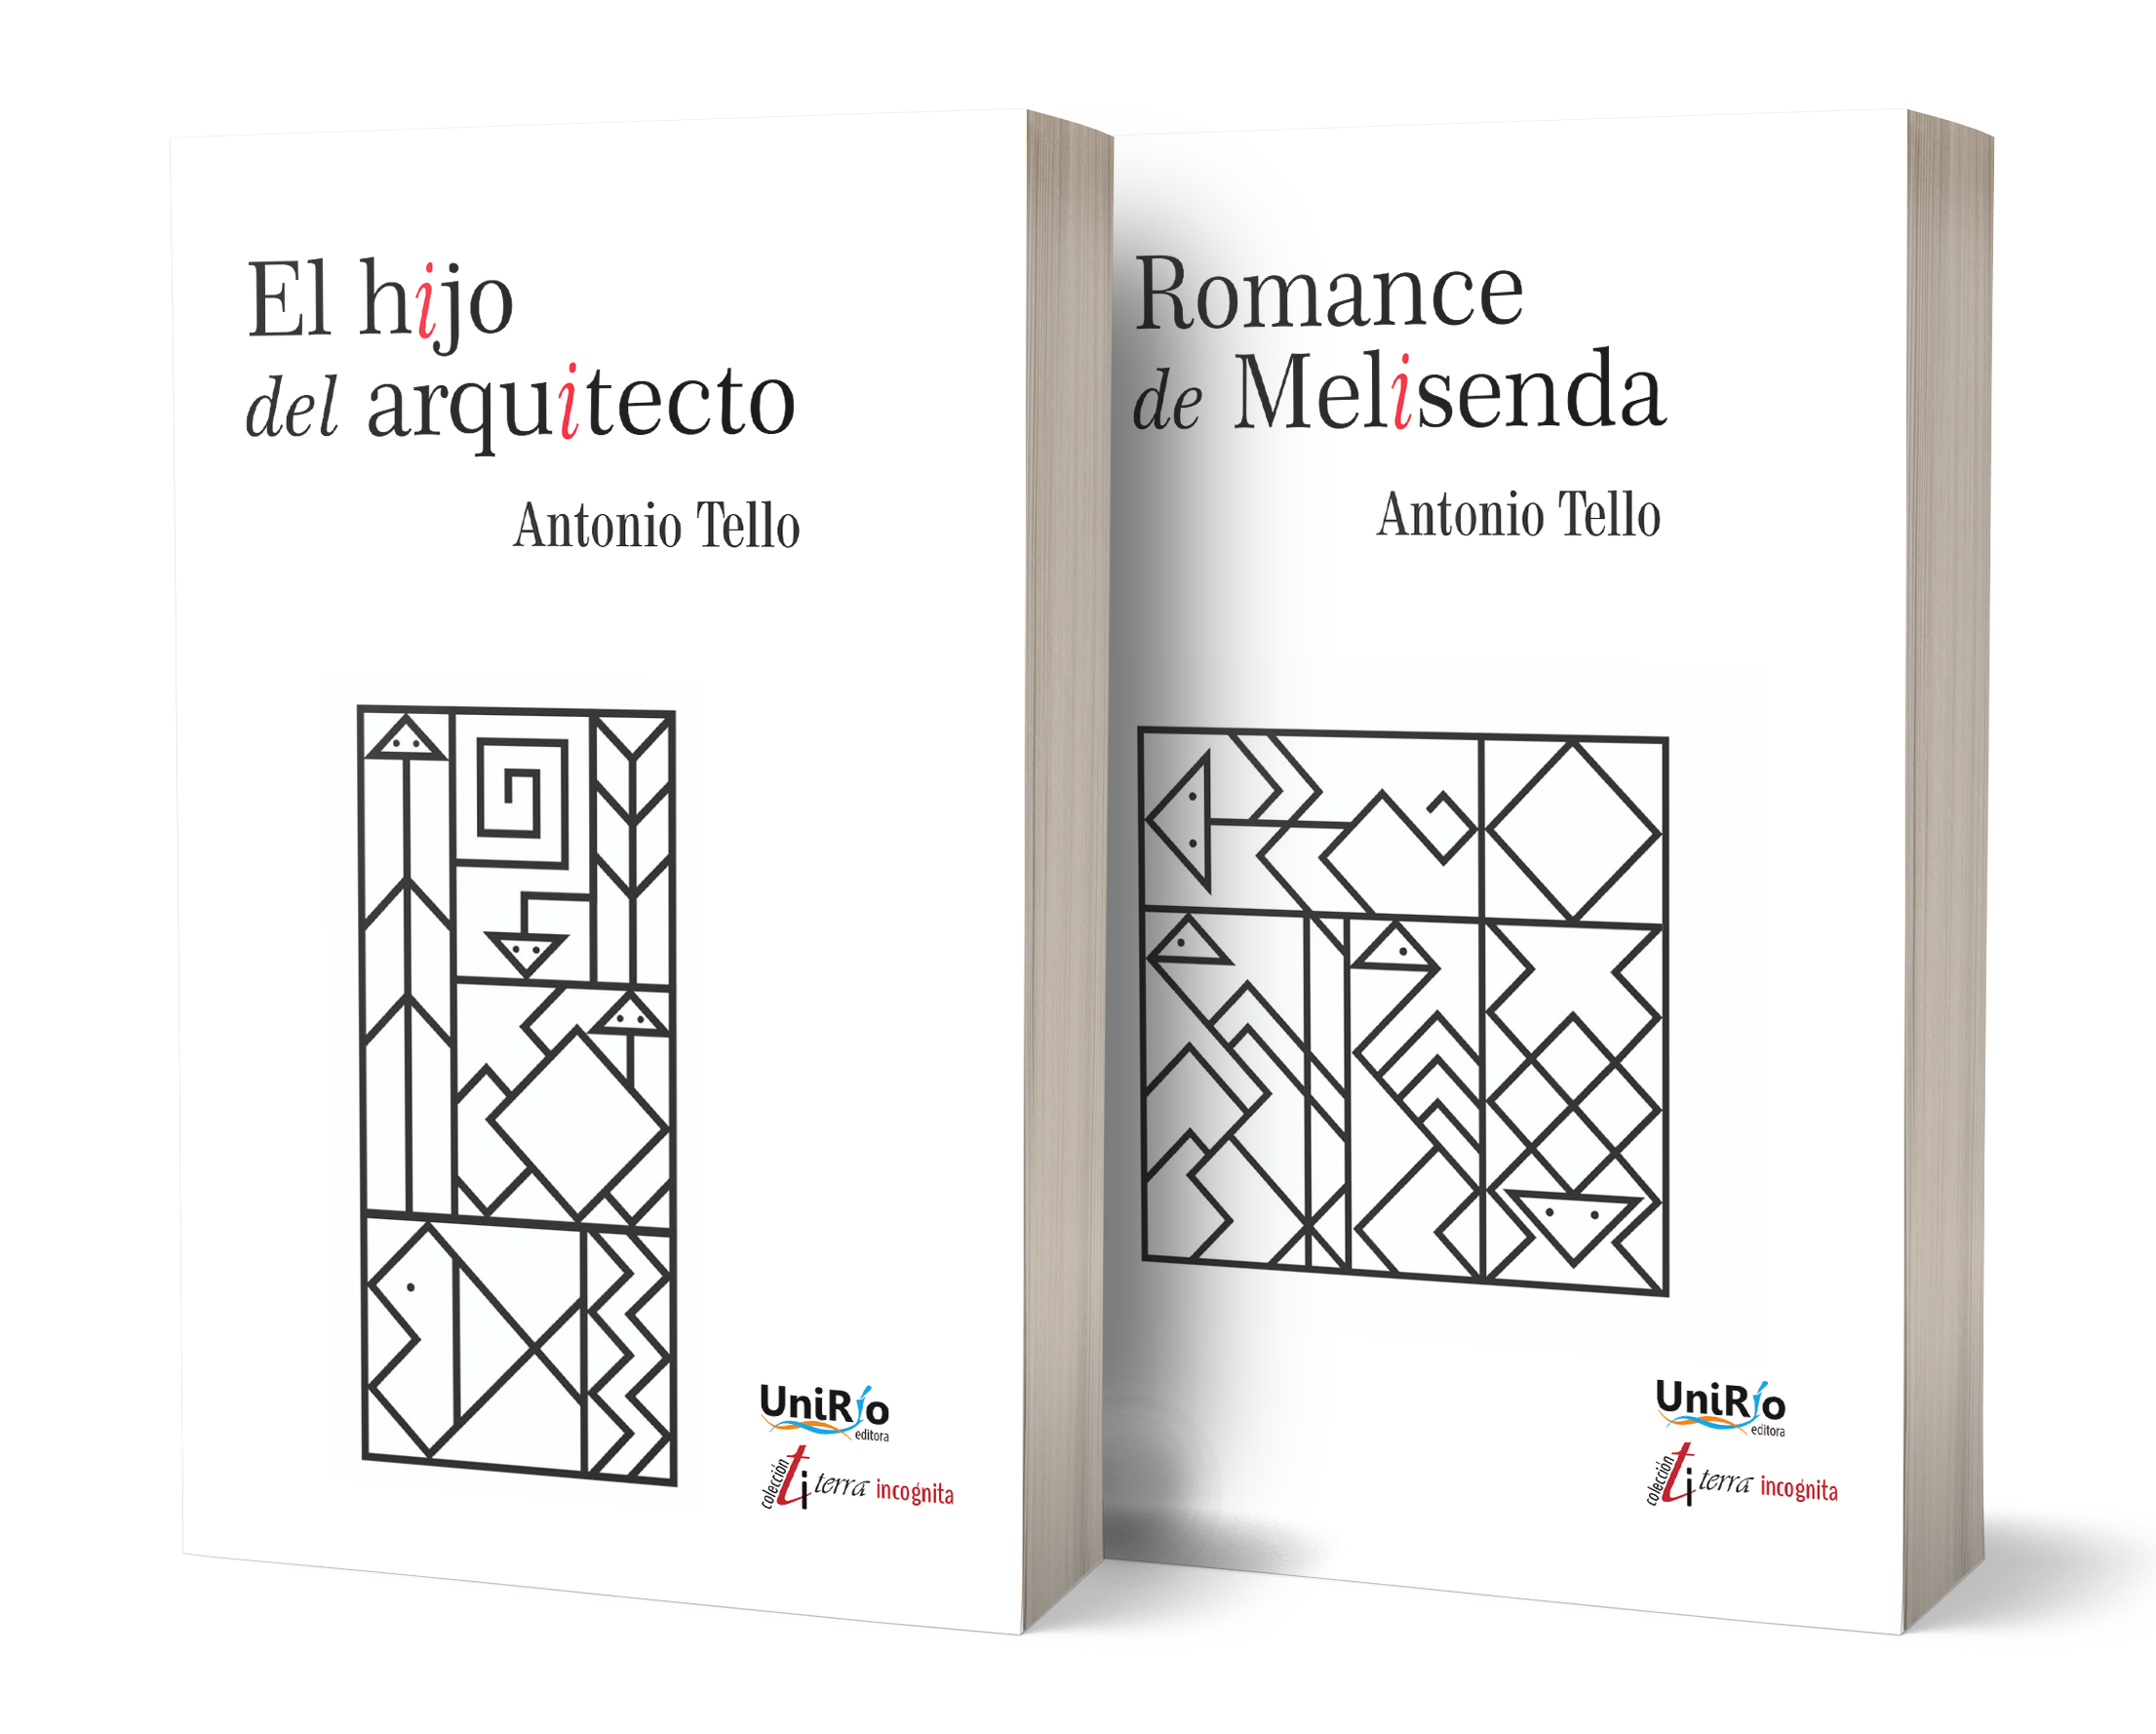 El hijo
del arquitecto
Antonio Tello
UniRío
editora
colección ti terra incognita
Romance
de Melisenda
Antonio Tello
UniRío
editora
colección ti terra incognita